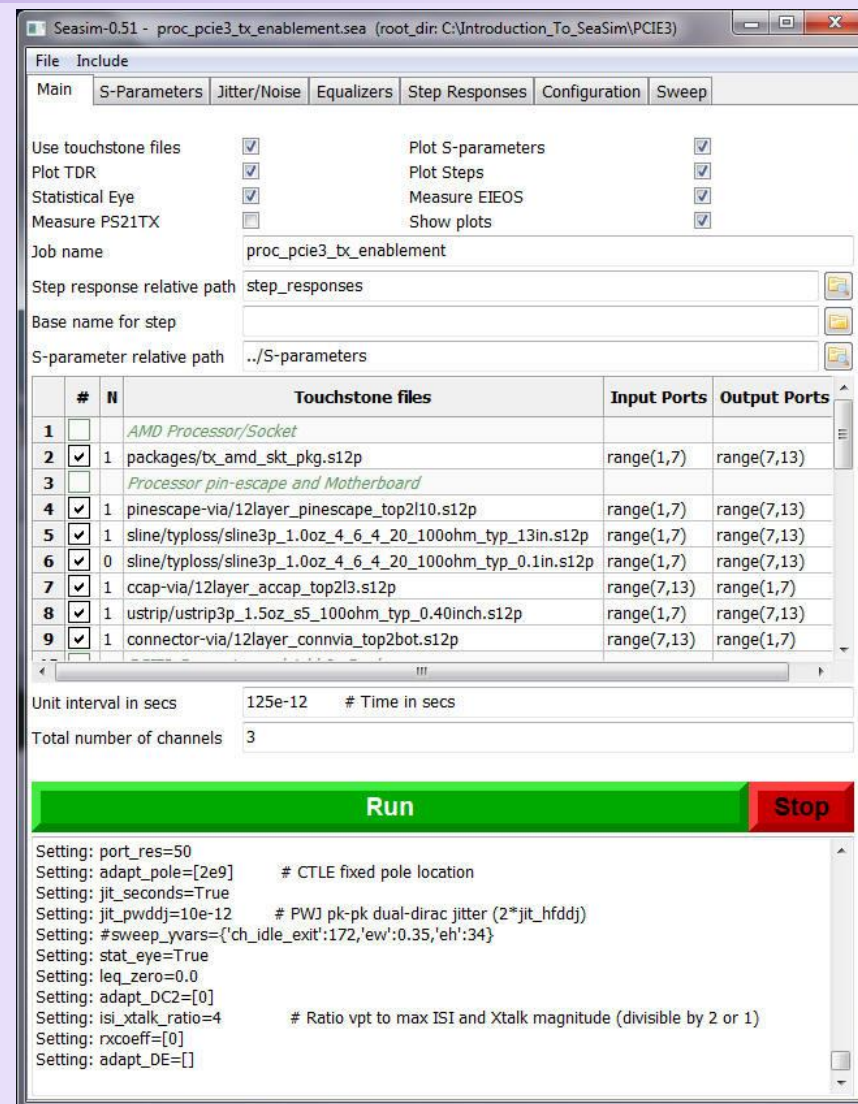 Seasim-0.51 - proc_pcie3_tx_enablement.sea (root_dir: C:\Introduction_To_SeaSim\PCIE3)
File Include
Main S-Parameters Jitter/Noise Equalizers Step Responses Configuration Sweep
Use touchstone files Plot S-parameters
Plot TDR Plot Steps
Statistical Eye Measure EIEOS
Measure PS21TX Show plots
Job name proc_pcie3_tx_enablement
Step response relative path step_responses
Base name for step
S-parameter relative path ../S-parameters
# N Touchstone files Input Ports Output Ports
1 AMD Processor/Socket
2 1 packages/tx_amd_skt_pkg.s12p range(1,7) range(7,13)
3 Processor pin-escape and Motherboard
4 1 pinescape-via/12layer_pinescape_top2l10.s12p range(1,7) range(7,13)
5 1 sline/typloss/sline3p_1.0oz_4_6_4_20_100ohm_typ_13in.s12p range(1,7) range(7,13)
6 0 sline/typloss/sline3p_1.0oz_4_6_4_20_100ohm_typ_0.1in.s12p range(1,7) range(7,13)
7 1 ccap-via/12layer_accap_top2l3.s12p range(7,13) range(1,7)
8 1 ustrip/ustrip3p_1.5oz_s5_100ohm_typ_0.40inch.s12p range(1,7) range(7,13)
9 1 connector-via/12layer_connvia_top2bot.s12p range(7,13) range(1,7)
Unit interval in secs 125e-12 # Time in secs
Total number of channels 3
Run Stop
Setting: port_res=50
Setting: adapt_pole=[2e9] # CTLE fixed pole location
Setting: jit_seconds=True
Setting: jit_pwddj=10e-12 # PWJ pk-pk dual-dirac jitter (2*jit_hfddj)
Setting: #sweep_yvars={'ch_idle_exit':172,'ew':0.35,'eh':34}
Setting: stat_eye=True
Setting: leq_zero=0.0
Setting: adapt_DC2=[0]
Setting: isi_xtalk_ratio=4 # Ratio vpt to max ISI and Xtalk magnitude (divisible by 2 or 1)
Setting: rxcoeff=[0]
Setting: adapt_DE=[]